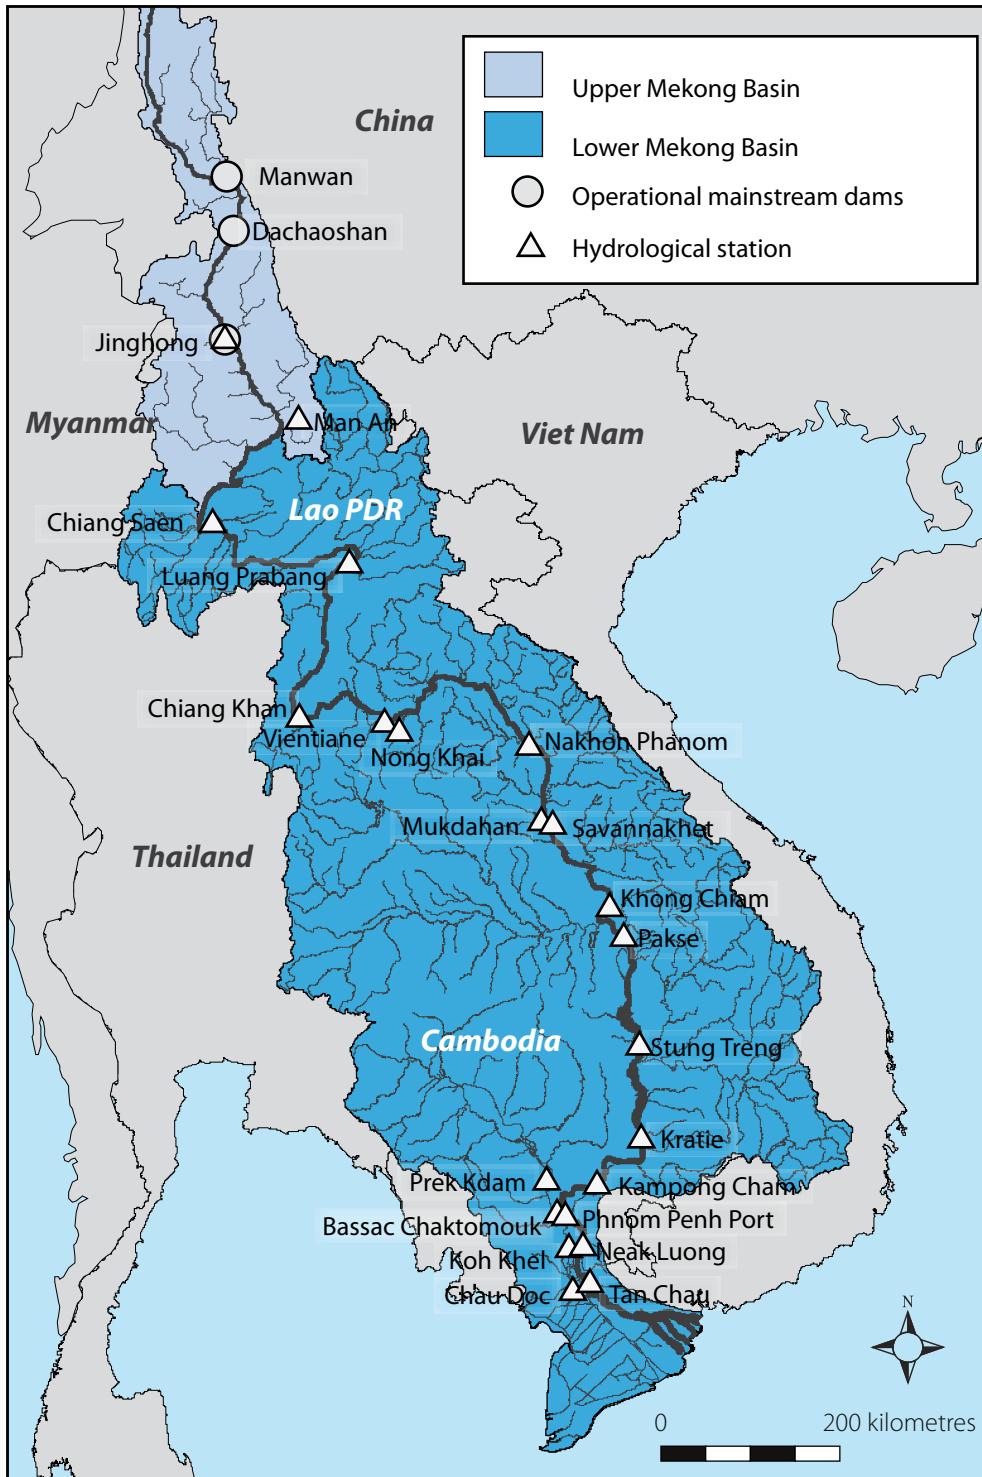 Upper Mekong Basin
China
Lower Mekong Basin
Manwan
Operational mainstream dams
Dachaoshan
Hydrological station
Jinghong
Myanmar
Man An
Viet Nam
Lao PDR
Chiang Saen
Luang Prabang
Chiang Khan
Vientiane
Nong Khai
Nakhon Phanom
Mukdahan
Savannakhet
Thailand
Khong Chiam
Pakse
Cambodia
Stung Treng
Kratie
Prek Kdam
Kampong Cham
Bassac Chaktomouk
Phnom Penh Port
Koh Khel
Neak Luong
Chau Doc
Tan Chau
N
0
200 kilometres